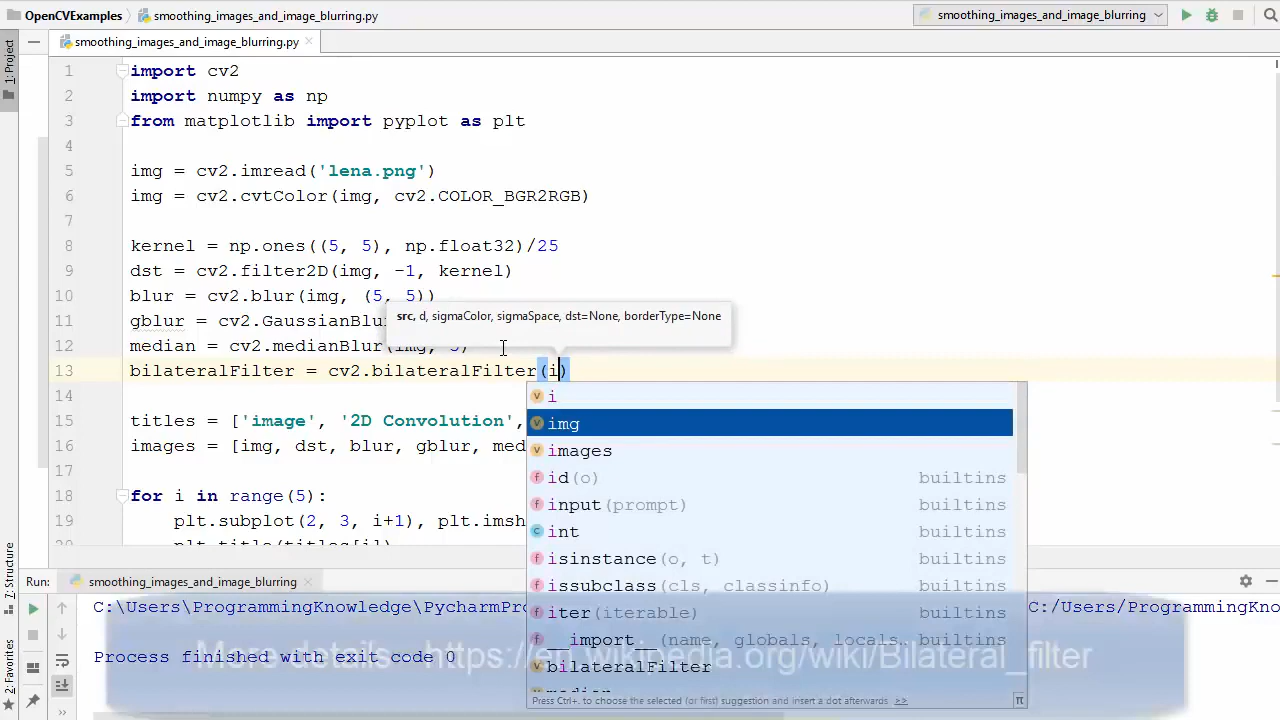 OpenCVExamples smoothing_images_and_image_blurring.py smoothing_images_and_image_blurring
smoothing_images_and_image_blurring.py
1: Project
1 import cv2
2 import numpy as np
3 from matplotlib import pyplot as plt
4
5 img = cv2.imread('lena.png')
6 img = cv2.cvtColor(img, cv2.COLOR_BGR2RGB)
7
8 kernel = np.ones((5, 5), np.float32)/25
9 dst = cv2.filter2D(img, -1, kernel)
10 blur = cv2.blur(img, (5, 5))
11 gblur = cv2.GaussianBlur
src, d, sigmaColor, sigmaSpace, dst=None, borderType=None
12 median = cv2.medianBlur(img, 5)
13 bilateralFilter = cv2.bilateralFilter(i)
14
15 titles = ['image', '2D Convolution',
16 images = [img, dst, blur, gblur, med
17
18 for i in range(5):
19 plt.subplot(2, 3, i+1), plt.imsh
20 plt.title(titles[i])
i
img
images
id(o) builtins
input(prompt) builtins
int builtins
isinstance(o, t) builtins
issubclass(cls, classinfo) builtins
iter(iterable) builtins
__import__(name, globals, locals… builtins
bilateralFilter
median
Press Ctrl+. to choose the selected (or first) suggestion and insert a dot afterwards >>
π
7: Structure
2: Favorites
Run: smoothing_images_and_image_blurring
C:\Users\ProgrammingKnowledge\PycharmPro C:/Users/ProgrammingKno
Process finished with exit code 0
More details - https://en.wikipedia.org/wiki/Bilateral_filter